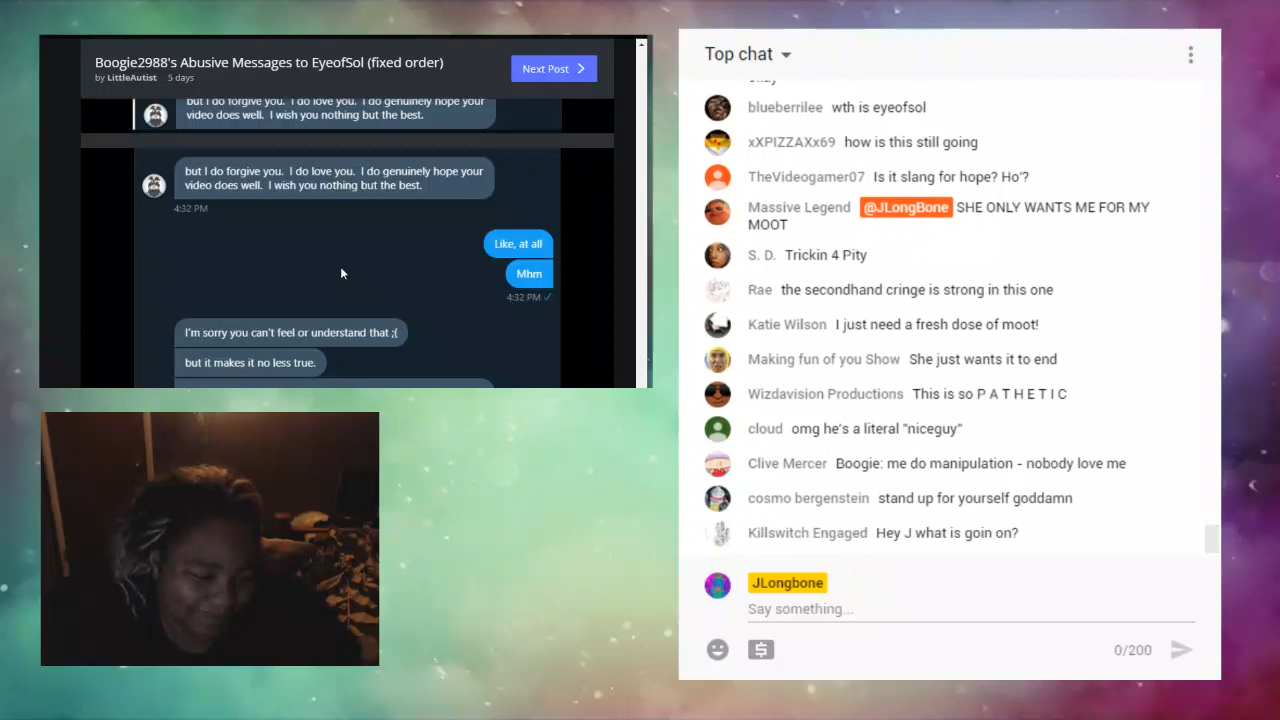 Boogie2988's Abusive Messages to EyeofSol (fixed order)
by LittleAutist 5 days
Next Post
but I do forgive you. I do love you. I do genuinely hope your
video does well. I wish you nothing but the best.
but I do forgive you. I do love you. I do genuinely hope your
video does well. I wish you nothing but the best.
4:32 PM
Like, at all
Mhm
4:32 PM ✓
I'm sorry you can't feel or understand that ;(
but it makes it no less true.
Top chat
blueberrilee wth is eyeofsol
xXPIZZAXx69 how is this still going
TheVideogamer07 Is it slang for hope? Ho'?
Massive Legend @JLongBone SHE ONLY WANTS ME FOR MY
MOOT
S. D. Trickin 4 Pity
Rae the secondhand cringe is strong in this one
Katie Wilson I just need a fresh dose of moot!
Making fun of you Show She just wants it to end
Wizdavision Productions This is so P A T H E T I C
cloud omg he's a literal "niceguy"
Clive Mercer Boogie: me do manipulation - nobody love me
cosmo bergenstein stand up for yourself goddamn
Killswitch Engaged Hey J what is goin on?
JLongbone
Say something...
0/200